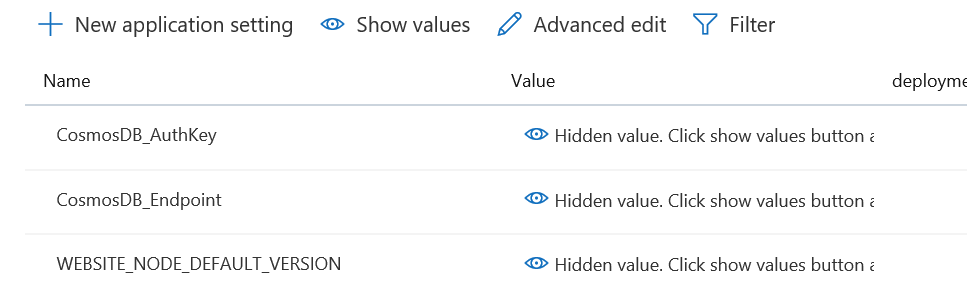 New application setting Show values Advanced edit Filter
Name Value deployme
CosmosDB_AuthKey Hidden value. Click show values button a
CosmosDB_Endpoint Hidden value. Click show values button a
WEBSITE_NODE_DEFAULT_VERSION Hidden value. Click show values button a